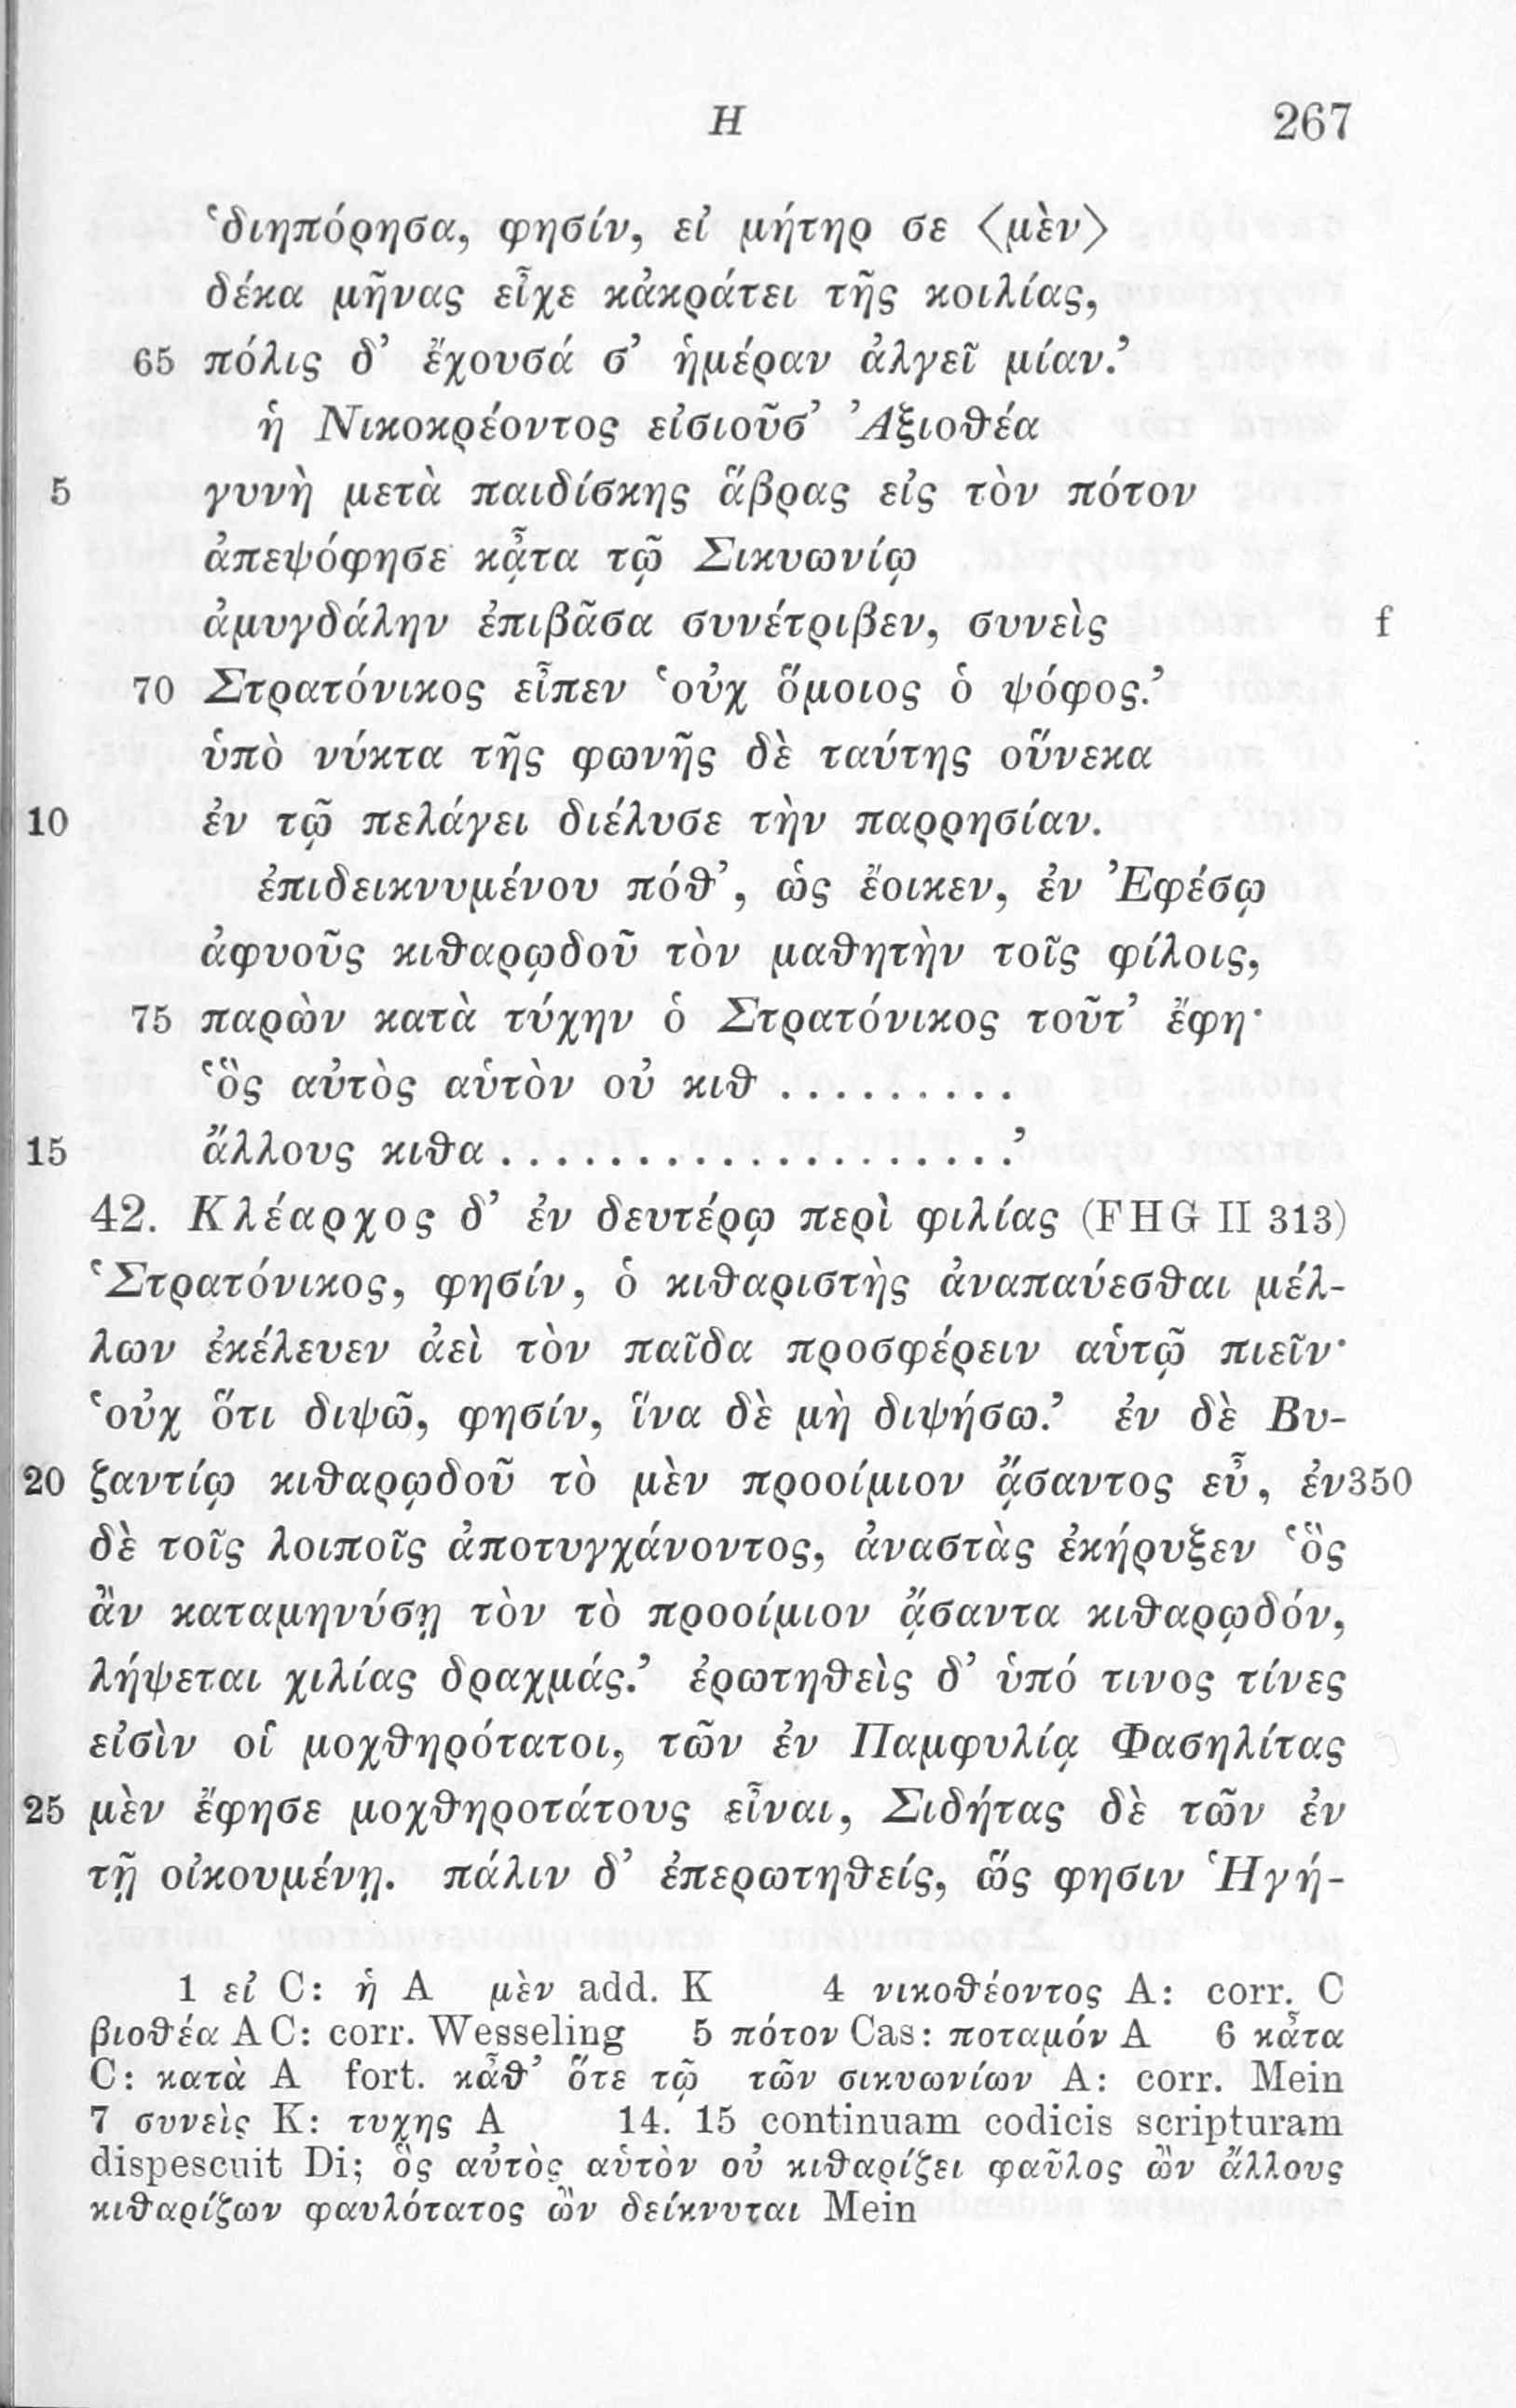 H 267
‘διηπόρησα, φησίν, εἰ μήτηρ σε ⟨μὲν⟩
δέκα μῆνας εἶχε κἀκράτει τῆς κοιλίας,
65 πόλις δ’ ἔχουσά σ’ ἡμέραν ἀλγεῖ μίαν.’
ἡ Νικοκρέοντος εἰσιοῦσ’ Ἀξιοθέα
5 γυνὴ μετὰ παιδίσκης ἅβρας εἰς τὸν πότον
ἀπεψόφησε κᾆτα τῷ Σικυωνίῳ
ἀμυγδάλην ἐπιβᾶσα συνέτριβεν, συνεὶς f
70 Στρατόνικος εἶπεν ‘οὐχ ὅμοιος ὁ ψόφος.’
ὑπὸ νύκτα τῆς φωνῆς δὲ ταύτης οὕνεκα
10 ἐν τῷ πελάγει διέλυσε τὴν παρρησίαν.
ἐπιδεικνυμένου πόθ’, ὡς ἔοικεν, ἐν Ἐφέσῳ
ἀφυοῦς κιθαρῳδοῦ τὸν μαθητὴν τοῖς φίλοις,
75 παρὼν κατὰ τύχην ὁ Στρατόνικος τοῦτ’ ἔφη·
‘ὃς αὐτὸς αὑτὸν οὐ κιθ .........
15 ἄλλους κιθα ...................’
42. Κλέαρχος δ’ ἐν δευτέρῳ περὶ φιλίας (FHG II 313)
‘Στρατόνικος, φησίν, ὁ κιθαριστὴς ἀναπαύεσθαι μέλ-
λων ἐκέλευεν ἀεὶ τὸν παῖδα προσφέρειν αὑτῷ πιεῖν·
‘οὐχ ὅτι διψῶ, φησίν, ἵνα δὲ μὴ διψήσω.’ ἐν δὲ Βυ-
20 ζαντίῳ κιθαρῳδοῦ τὸ μὲν προοίμιον ᾄσαντος εὖ, ἐν 350
δὲ τοῖς λοιποῖς ἀποτυγχάνοντος, ἀναστὰς ἐκήρυξεν ‘ὃς
ἂν καταμηνύσῃ τὸν τὸ προοίμιον ᾄσαντα κιθαρῳδόν,
λήψεται χιλίας δραχμάς.’ ἐρωτηθεὶς δ’ ὑπό τινος τίνες
εἰσὶν οἱ μοχθηρότατοι, τῶν ἐν Παμφυλίᾳ Φασηλίτας
25 μὲν ἔφησε μοχθηροτάτους εἶναι, Σιδήτας δὲ τῶν ἐν
τῇ οἰκουμένῃ. πάλιν δ’ ἐπερωτηθείς, ὥς φησιν Ἡγή-
1 εἰ C: ἡ A μὲν add. K 4 νικοθέοντος A: corr. C
βιοθέα AC: corr. Wesseling 5 πότον Cas: ποταμόν A 6 κᾆτα
C: κατὰ A fort. κᾆθ’ ὅτε τῷ τῶν σικυωνίων A: corr. Mein
7 συνεὶς K: τυχης A 14. 15 continuam codicis scripturam
dispescuit Di; ὃς αὐτὸς αὑτὸν οὐ κιθαρίζει φαῦλος ὢν ἄλλους
κιθαρίζων φαυλότατος ὢν δείκνυται Mein